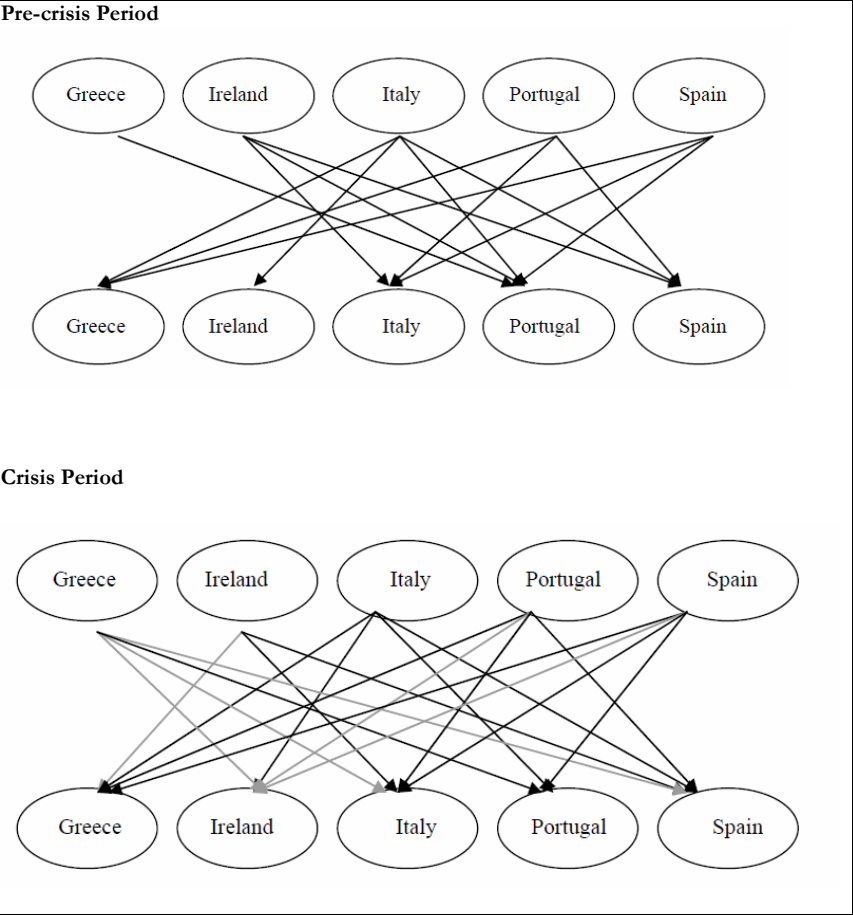 Pre-crisis Period
Greece Ireland Italy Portugal Spain
Greece Ireland Italy Portugal Spain
Crisis Period
Greece Ireland Italy Portugal Spain
Greece Ireland Italy Portugal Spain